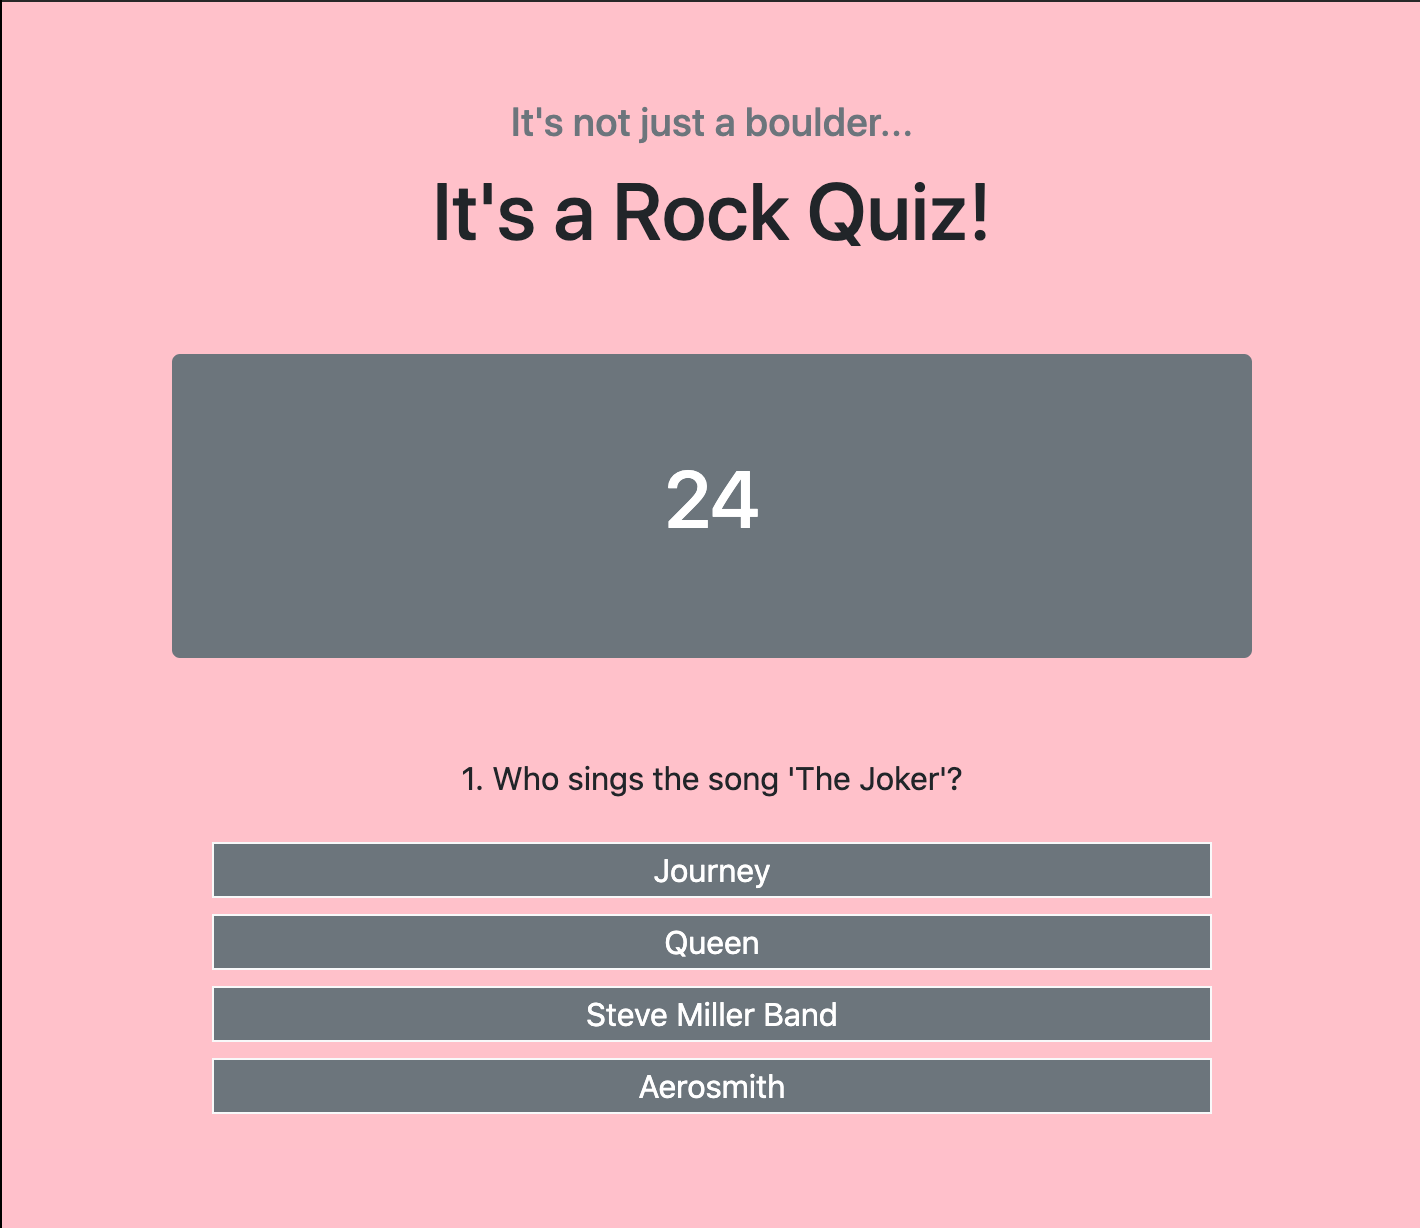 It's not just a boulder...
It's a Rock Quiz!
24
1. Who sings the song 'The Joker'?
Journey
Queen
Steve Miller Band
Aerosmith